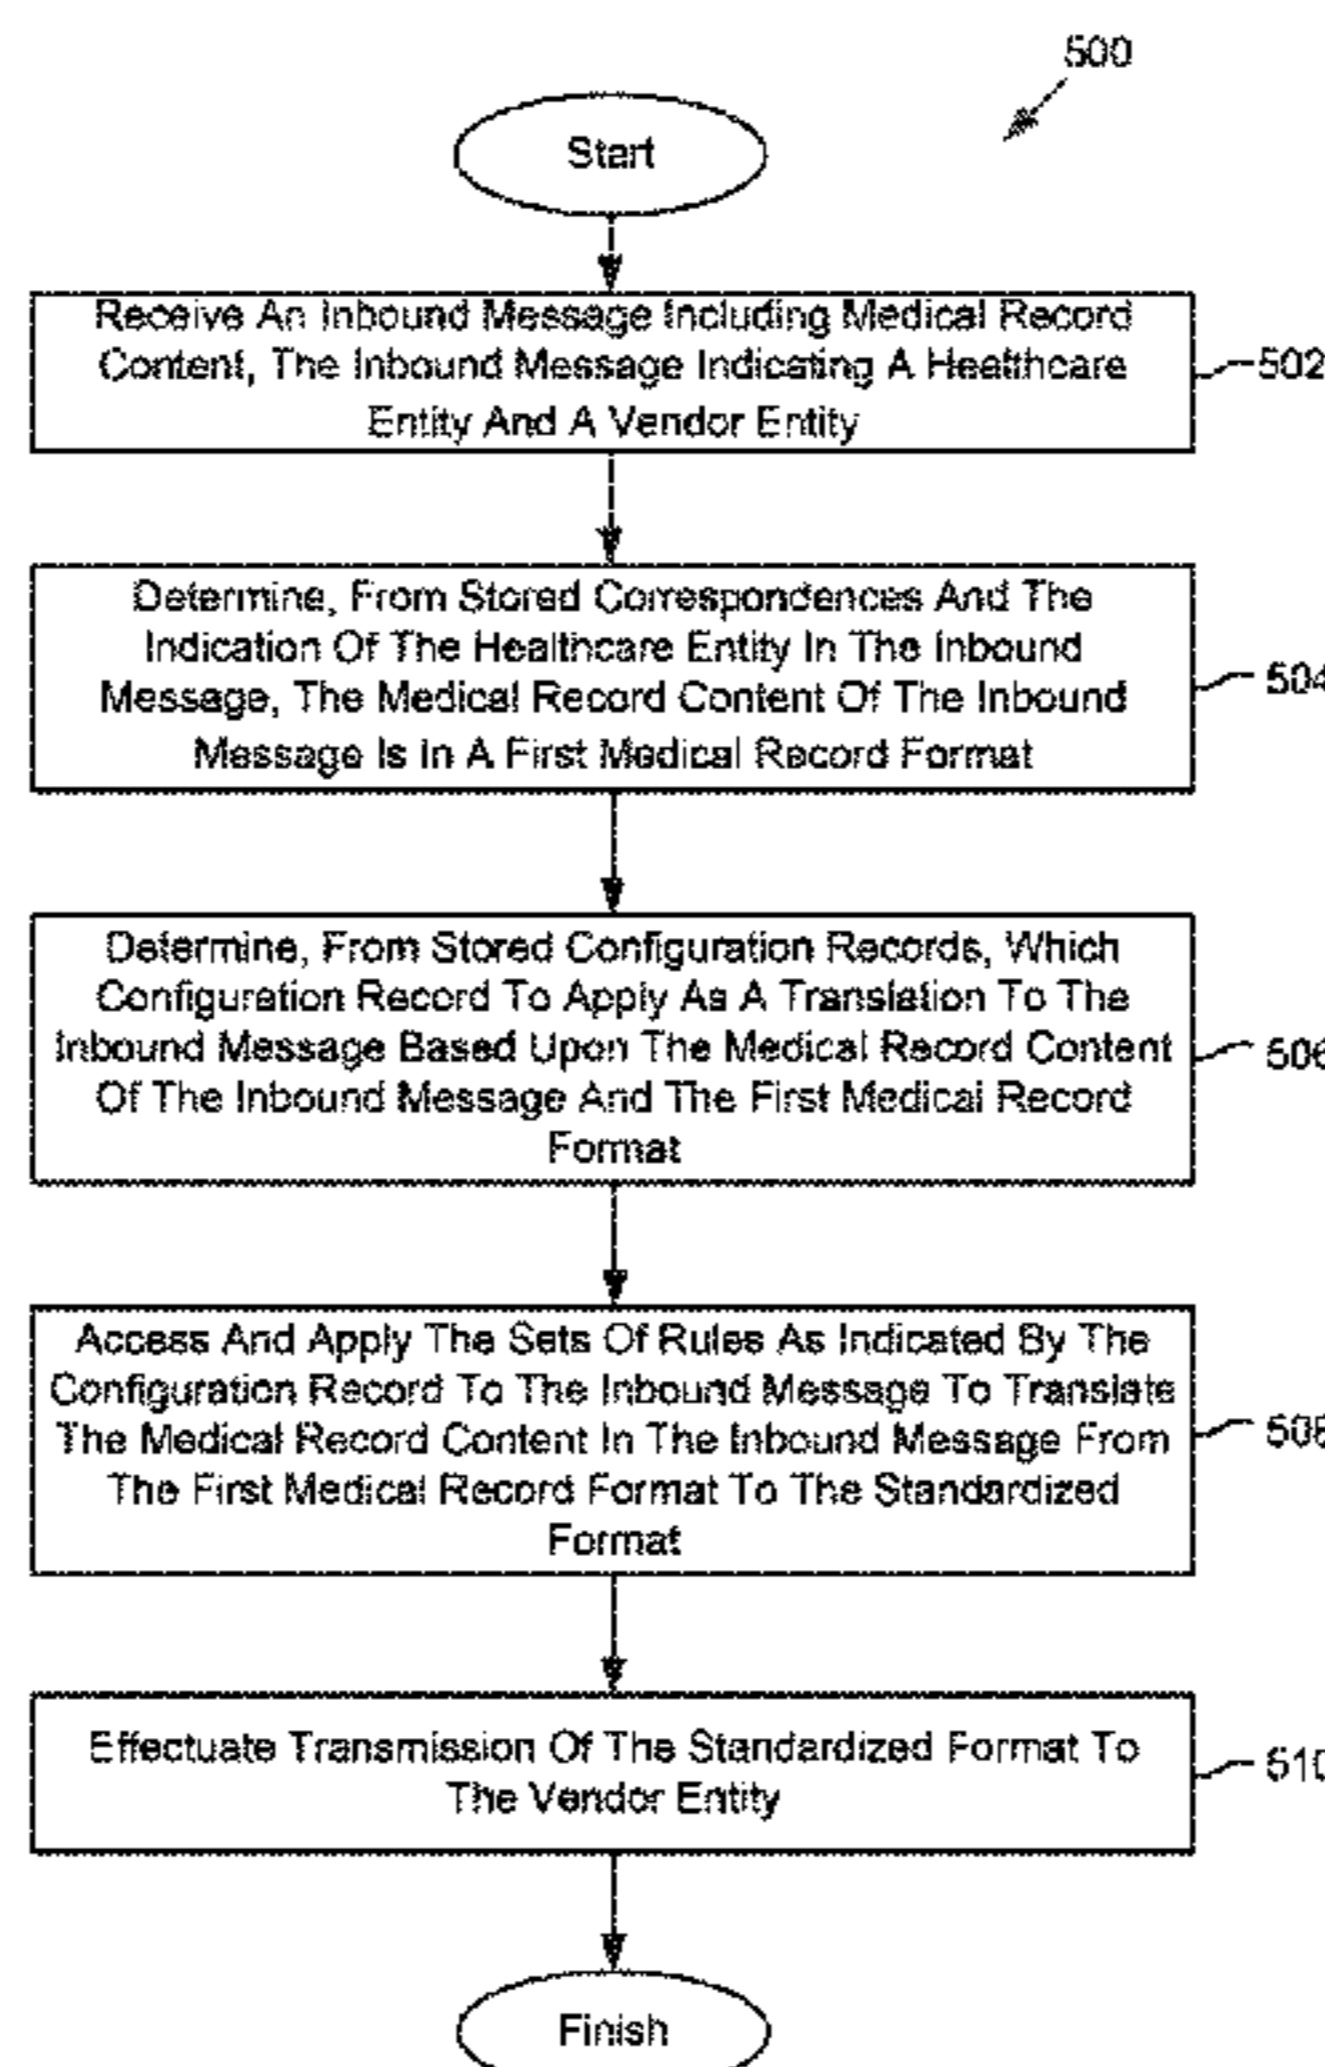 500
Start
Receive An Inbound Message Including Medical Record
Content, The Inbound Message Indicating A Healthcare
Entity And A Vendor Entity
502
Determine, From Stored Correspondences And The
Indication Of The Healthcare Entity In The Inbound
Message, The Medical Record Content Of The Inbound
Message Is In A First Medical Record Format
504
Determine, From Stored Configuration Records, Which
Configuration Record To Apply As A Translation To The
Inbound Message Based Upon The Medical Record Content
Of The Inbound Message And The First Medical Record
Format
506
Access And Apply The Sets Of Rules As Indicated By The
Configuration Record To The Inbound Message To Translate
The Medical Record Content In The Inbound Message From
The First Medical Record Format To The Standardized
Format
508
Effectuate Transmission Of The Standardized Format To
The Vendor Entity
510
Finish